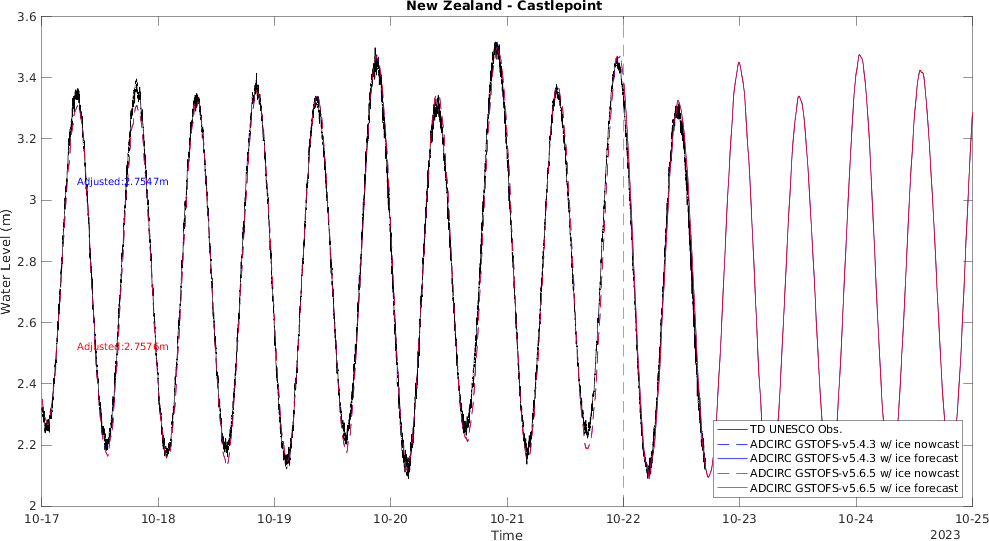 New Zealand - Castlepoint
3.6
3.4
3.2
3
2.8
2.6
2.4
2.2
2
Water Level (m)
Adjusted:2.7547m
Adjusted:2.7576m
TD UNESCO Obs.
ADCIRC GSTOFS-v5.4.3 w/ ice nowcast
ADCIRC GSTOFS-v5.4.3 w/ ice forecast
ADCIRC GSTOFS-v5.6.5 w/ ice nowcast
ADCIRC GSTOFS-v5.6.5 w/ ice forecast
10-17 10-18 10-19 10-20 10-21 10-22 10-23 10-24 10-25
Time
2023